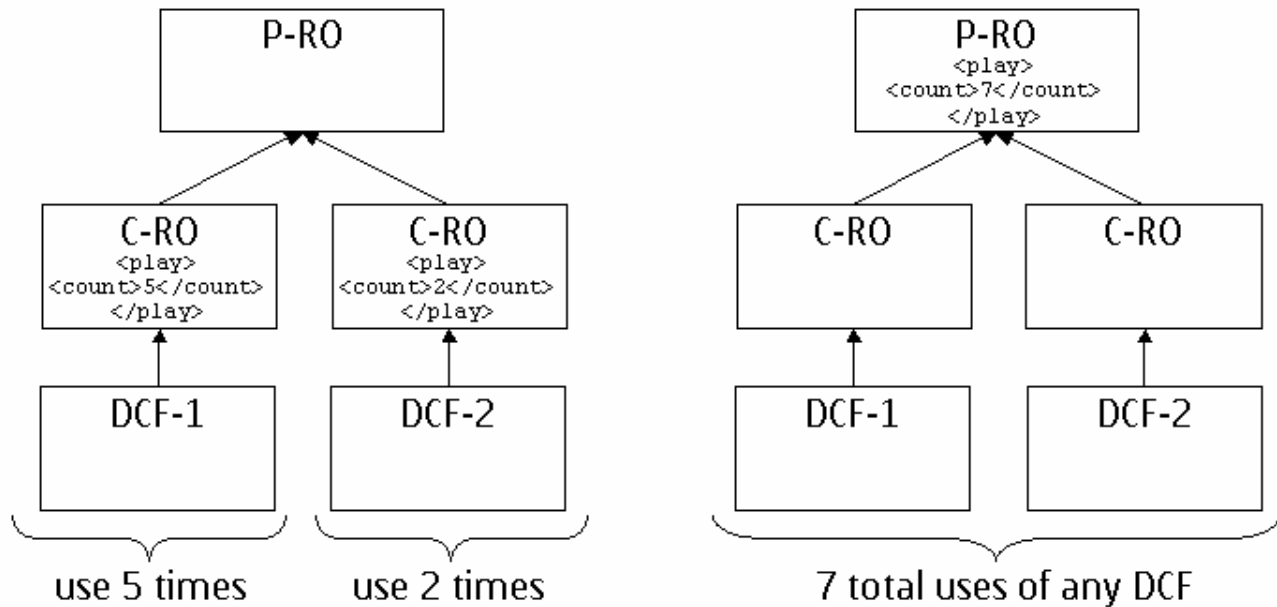 P-RO
C-RO
<play>
<count>5</count>
</play>
C-RO
<play>
<count>2</count>
</play>
DCF-1
DCF-2
use 5 times
use 2 times
P-RO
<play>
<count>7</count>
</play>
C-RO
C-RO
DCF-1
DCF-2
7 total uses of any DCF